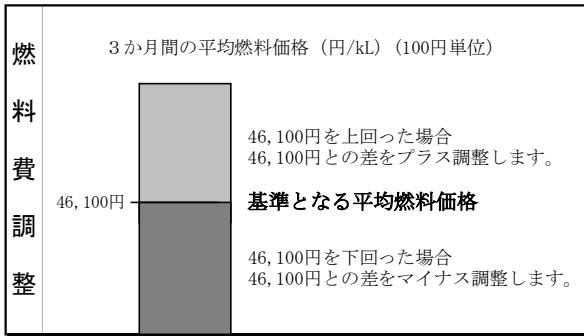 燃料費調整
３か月間の平均燃料価格（円/kL）（100円単位）
46,100円を上回った場合
46,100円との差をプラス調整します。
46,100円
基準となる平均燃料価格
46,100円を下回った場合
46,100円との差をマイナス調整します。